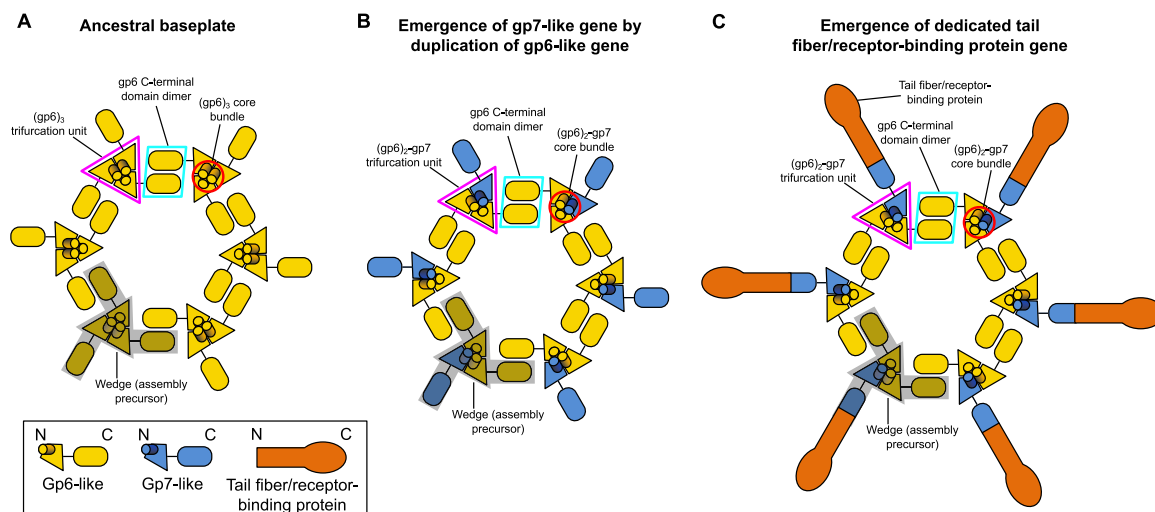 A
Ancestral baseplate
gp6 C-terminal
domain dimer
(gp6)₃ core
bundle
(gp6)₃
trifurcation unit
Wedge (assembly
precursor)
B
Emergence of gp7-like gene by
duplication of gp6-like gene
gp6 C-terminal
domain dimer
(gp6)₂-gp7
core bundle
(gp6)₂-gp7
trifurcation unit
Wedge (assembly
precursor)
C
Emergence of dedicated tail
fiber/receptor-binding protein gene
Tail fiber/receptor-
binding protein
gp6 C-terminal
domain dimer
(gp6)₂-gp7
core bundle
(gp6)₂-gp7
trifurcation unit
Wedge (assembly
precursor)
N C
Gp6-like
N C
Gp7-like
N C
Tail fiber/receptor-
binding protein